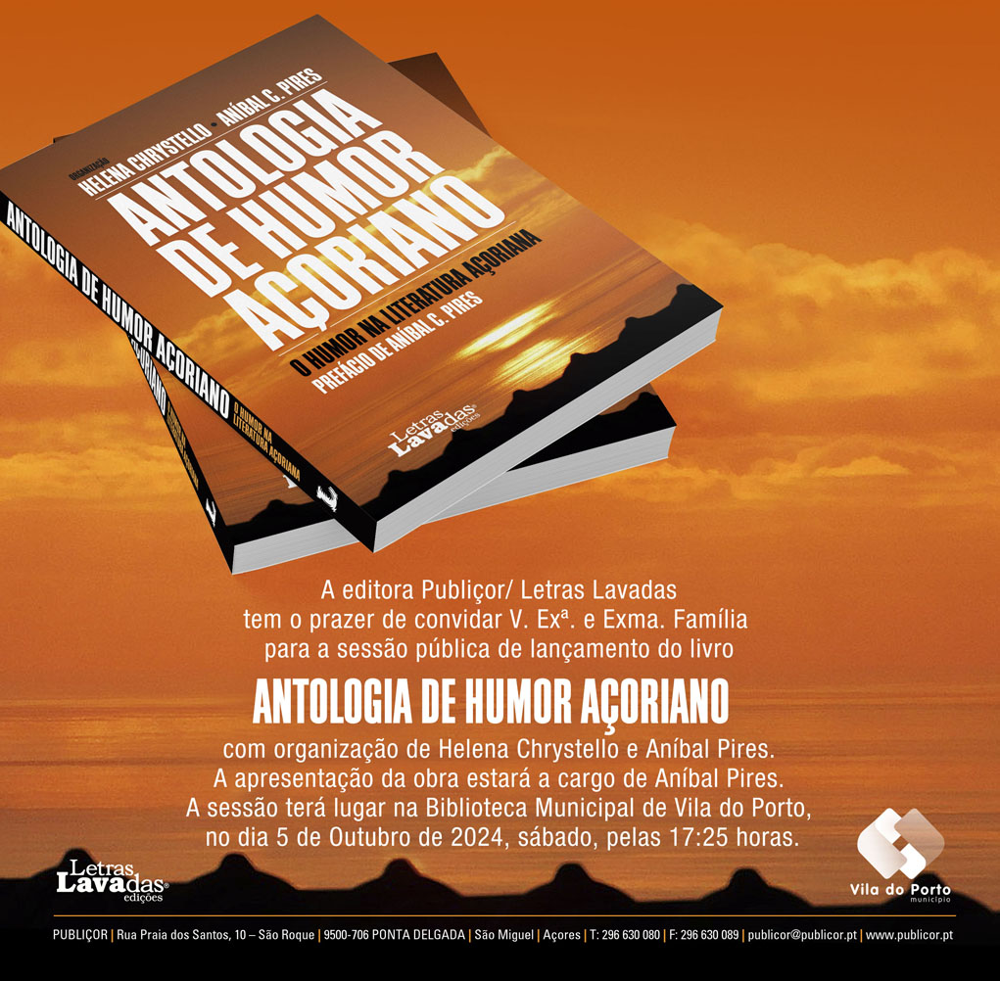 ORGANIZAÇÃO
HELENA CHRYSTELLO • ANÍBAL C. PIRES
ANTOLOGIA
DE HUMOR
AÇORIANO
O HUMOR NA LITERATURA AÇORIANA
PREFÁCIO DE ANÍBAL C. PIRES
Letras
Lavadas®
edições
ANTOLOGIA DE HUMOR AÇORIANO
O HUMOR NA
LITERATURA AÇORIANA
A editora Publiçor/ Letras Lavadas
tem o prazer de convidar V. Exª. e Exma. Família
para a sessão pública de lançamento do livro
ANTOLOGIA DE HUMOR AÇORIANO
com organização de Helena Chrystello e Aníbal Pires.
A apresentação da obra estará a cargo de Aníbal Pires.
A sessão terá lugar na Biblioteca Municipal de Vila do Porto,
no dia 5 de Outubro de 2024, sábado, pelas 17:25 horas.
Letras
Lavadas®
edições
Vila do Porto
município
PUBLIÇOR | Rua Praia dos Santos, 10 – São Roque | 9500-706 PONTA DELGADA | São Miguel | Açores | T: 296 630 080 | F: 296 630 089 | publicor@publicor.pt | www.publicor.pt